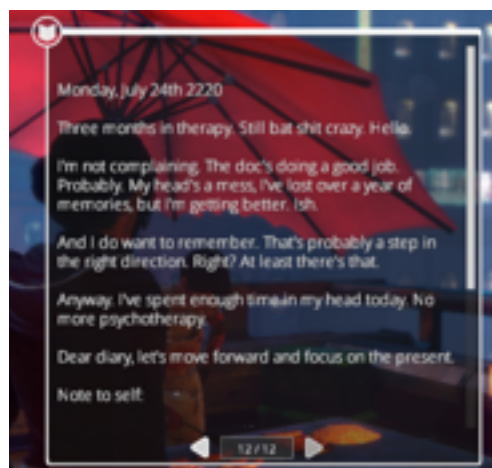 Monday, July 24th 2220
Three months in therapy. Still bat shit crazy. Hello.
I'm not complaining. The doc's doing a good job.
Probably. My head's a mess, I've lost over a year of
memories, but I'm getting better. Ish.
And I do want to remember. That's probably a step in
the right direction. Right? At least there's that.
Anyway. I've spent enough time in my head today. No
more psychotherapy.
Dear diary, let's move forward and focus on the present.
Note to self:
12/12